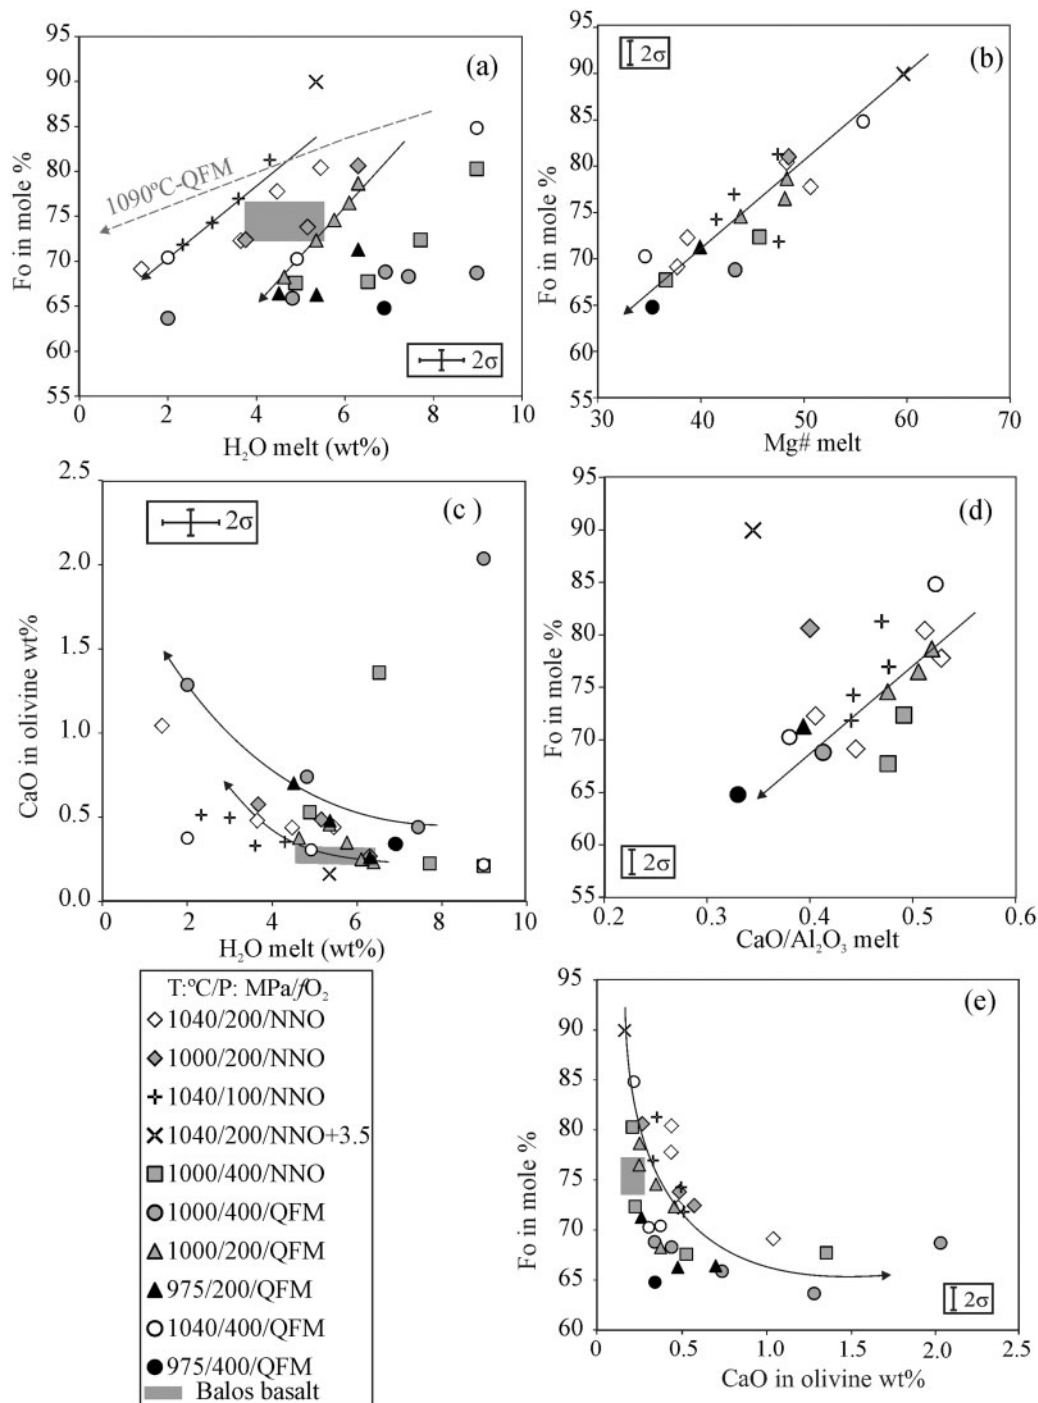 (a)
Fo in mole %
95
90
85
80
75
70
65
60
55
1090ºC-QFM
2σ
0 2 4 6 8 10
H₂O melt (wt%)
(b)
Fo in mole %
95
90
85
80
75
70
65
60
55
2σ
30 40 50 60 70
Mg# melt
(c )
CaO in olivine wt%
2.5
2.0
1.5
1.0
0.5
0.0
2σ
0 2 4 6 8 10
H₂O melt (wt%)
(d)
Fo in mole %
95
90
85
80
75
70
65
60
55
2σ
0.2 0.3 0.4 0.5 0.6
CaO/Al₂O₃ melt
T:ºC/P: MPa/fO₂
1040/200/NNO
1000/200/NNO
1040/100/NNO
1040/200/NNO+3.5
1000/400/NNO
1000/400/QFM
1000/200/QFM
975/200/QFM
1040/400/QFM
975/400/QFM
Balos basalt
(e)
Fo in mole %
95
90
85
80
75
70
65
60
2σ
0 0.5 1.0 1.5 2.0 2.5
CaO in olivine wt%